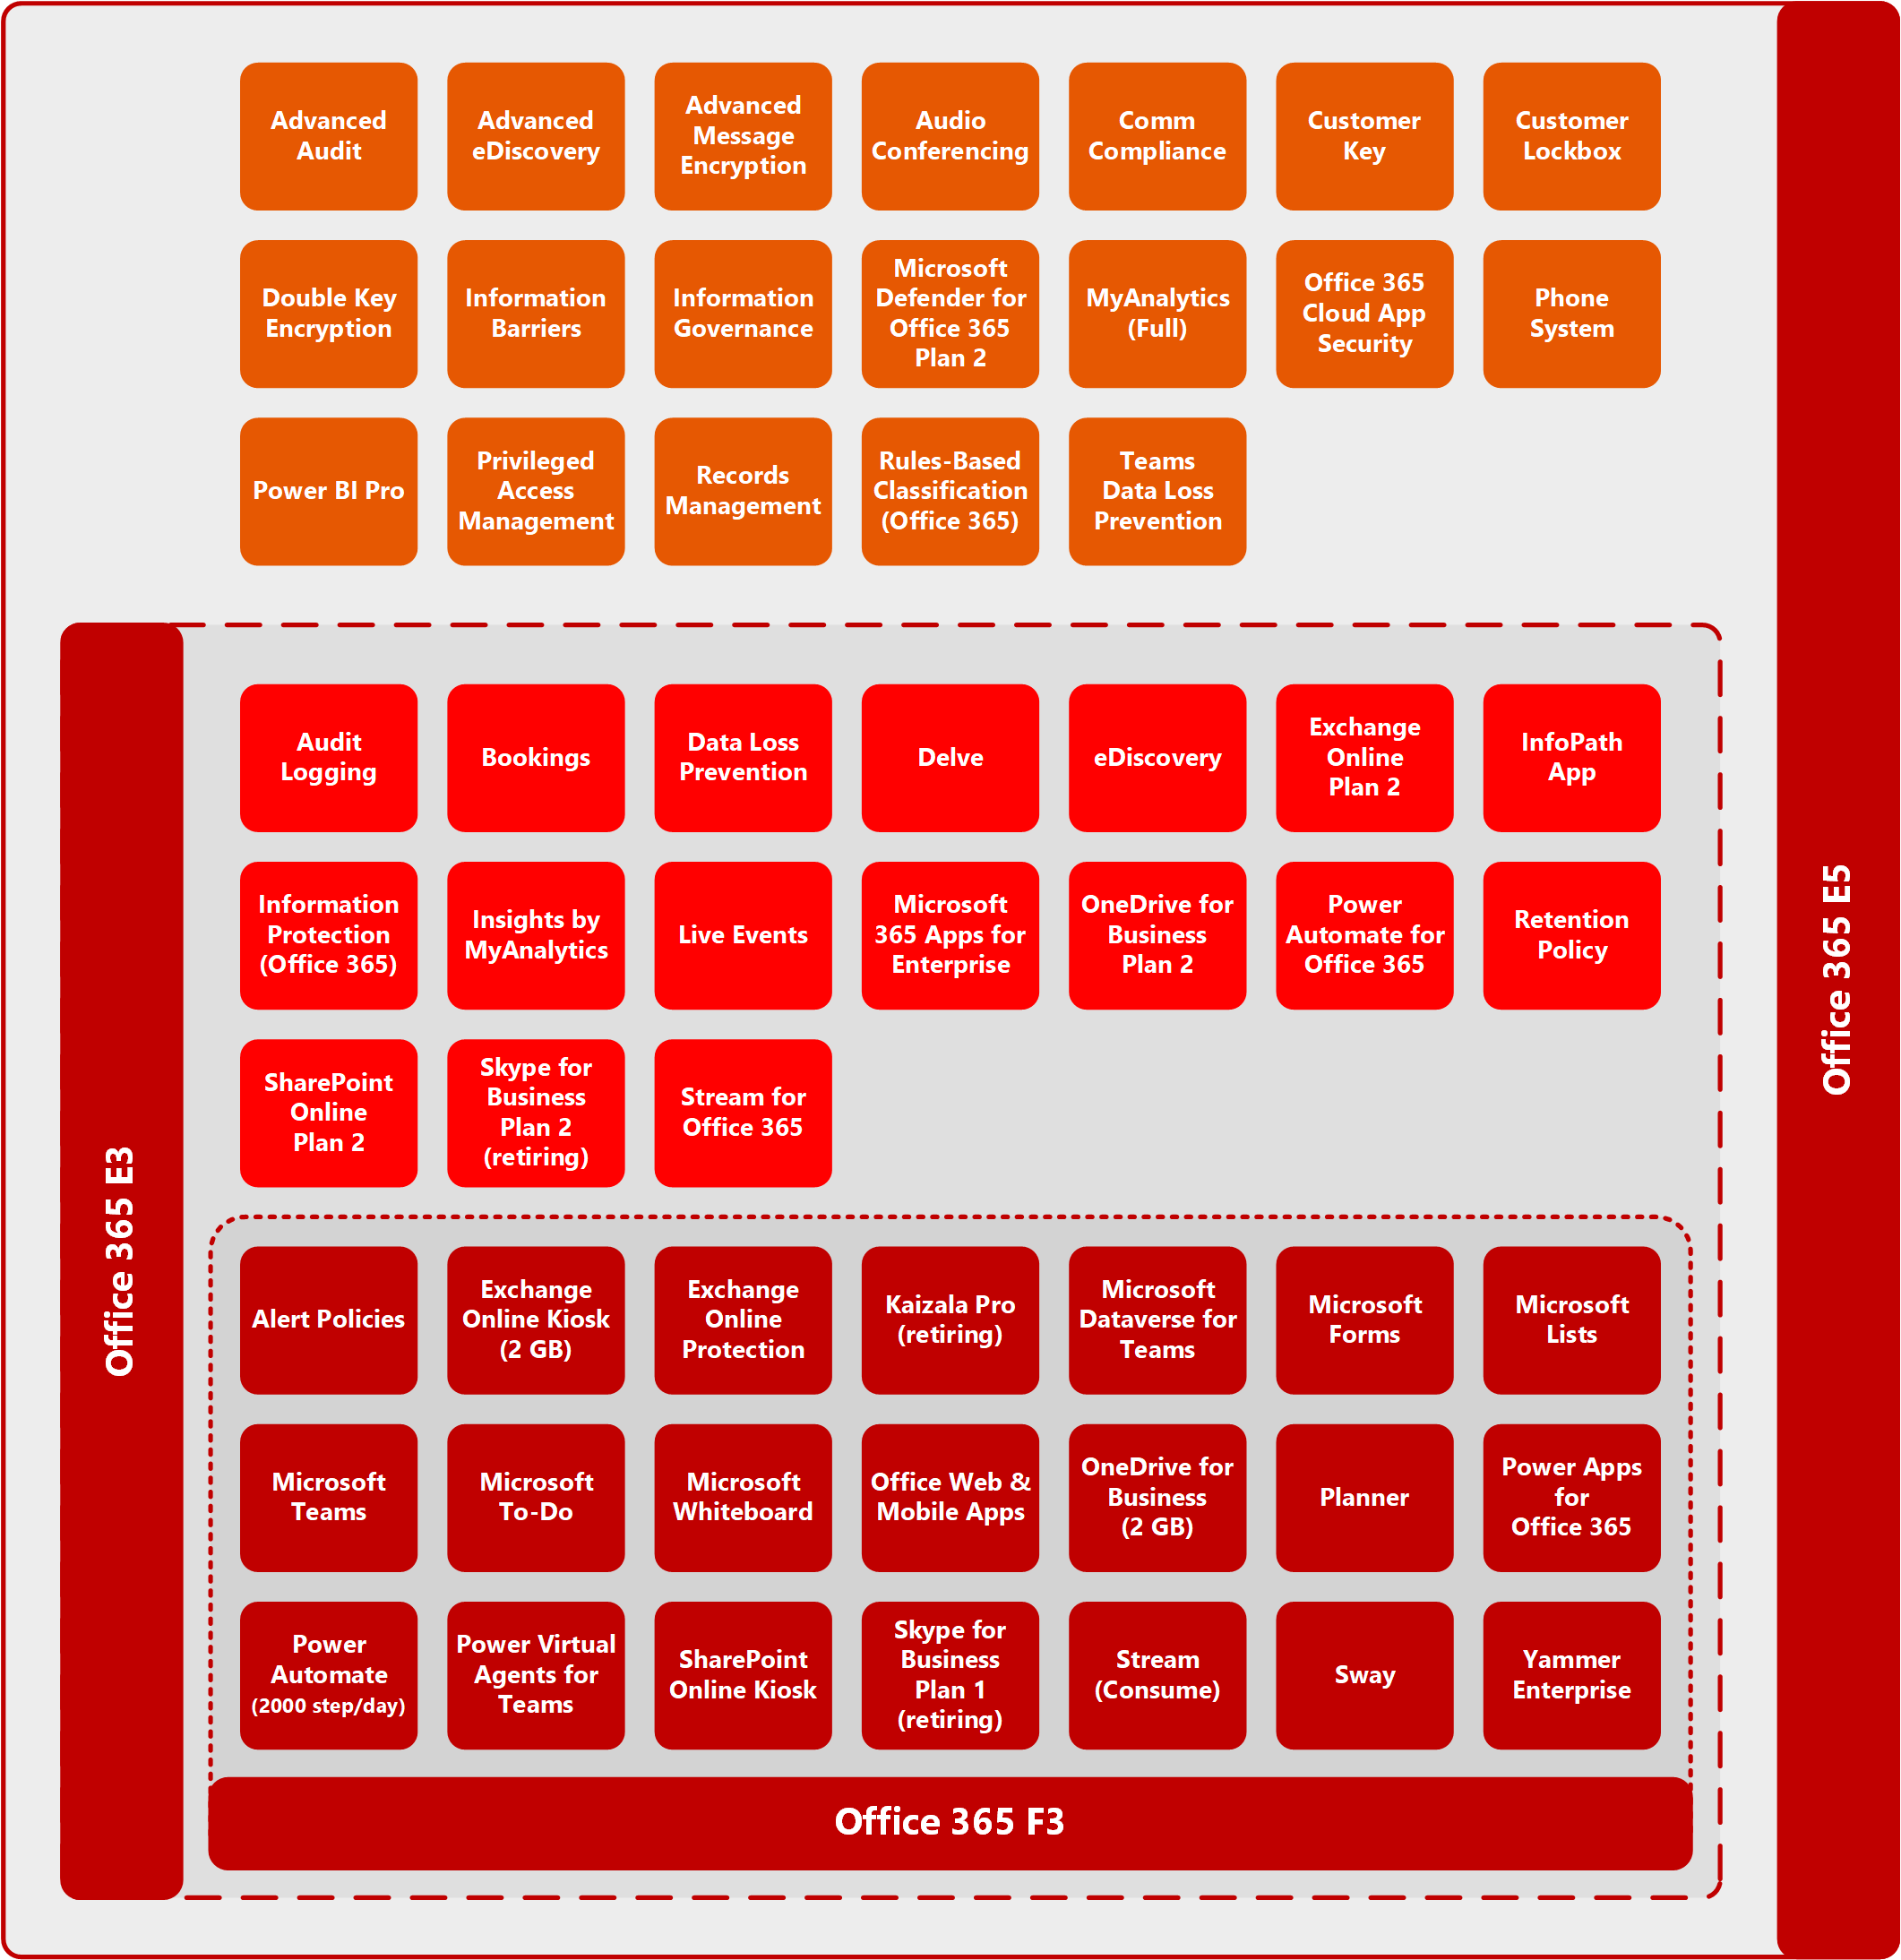 Advanced
Audit
Advanced
eDiscovery
Advanced
Message
Encryption
Audio
Conferencing
Comm
Compliance
Customer
Key
Customer
Lockbox
Double Key
Encryption
Information
Barriers
Information
Governance
Microsoft
Defender for
Office 365
Plan 2
MyAnalytics
(Full)
Office 365
Cloud App
Security
Phone
System
Power BI Pro
Privileged
Access
Management
Records
Management
Rules-Based
Classification
(Office 365)
Teams
Data Loss
Prevention
Office 365 E5
Office 365 E3
Audit
Logging
Bookings
Data Loss
Prevention
Delve
eDiscovery
Exchange
Online
Plan 2
InfoPath
App
Information
Protection
(Office 365)
Insights by
MyAnalytics
Live Events
Microsoft
365 Apps for
Enterprise
OneDrive for
Business
Plan 2
Power
Automate for
Office 365
Retention
Policy
SharePoint
Online
Plan 2
Skype for
Business
Plan 2
(retiring)
Stream for
Office 365
Alert Policies
Exchange
Online Kiosk
(2 GB)
Exchange
Online
Protection
Kaizala Pro
(retiring)
Microsoft
Dataverse for
Teams
Microsoft
Forms
Microsoft
Lists
Microsoft
Teams
Microsoft
To-Do
Microsoft
Whiteboard
Office Web &
Mobile Apps
OneDrive for
Business
(2 GB)
Planner
Power Apps
for
Office 365
Power
Automate
(2000 step/day)
Power Virtual
Agents for
Teams
SharePoint
Online Kiosk
Skype for
Business
Plan 1
(retiring)
Stream
(Consume)
Sway
Yammer
Enterprise
Office 365 F3